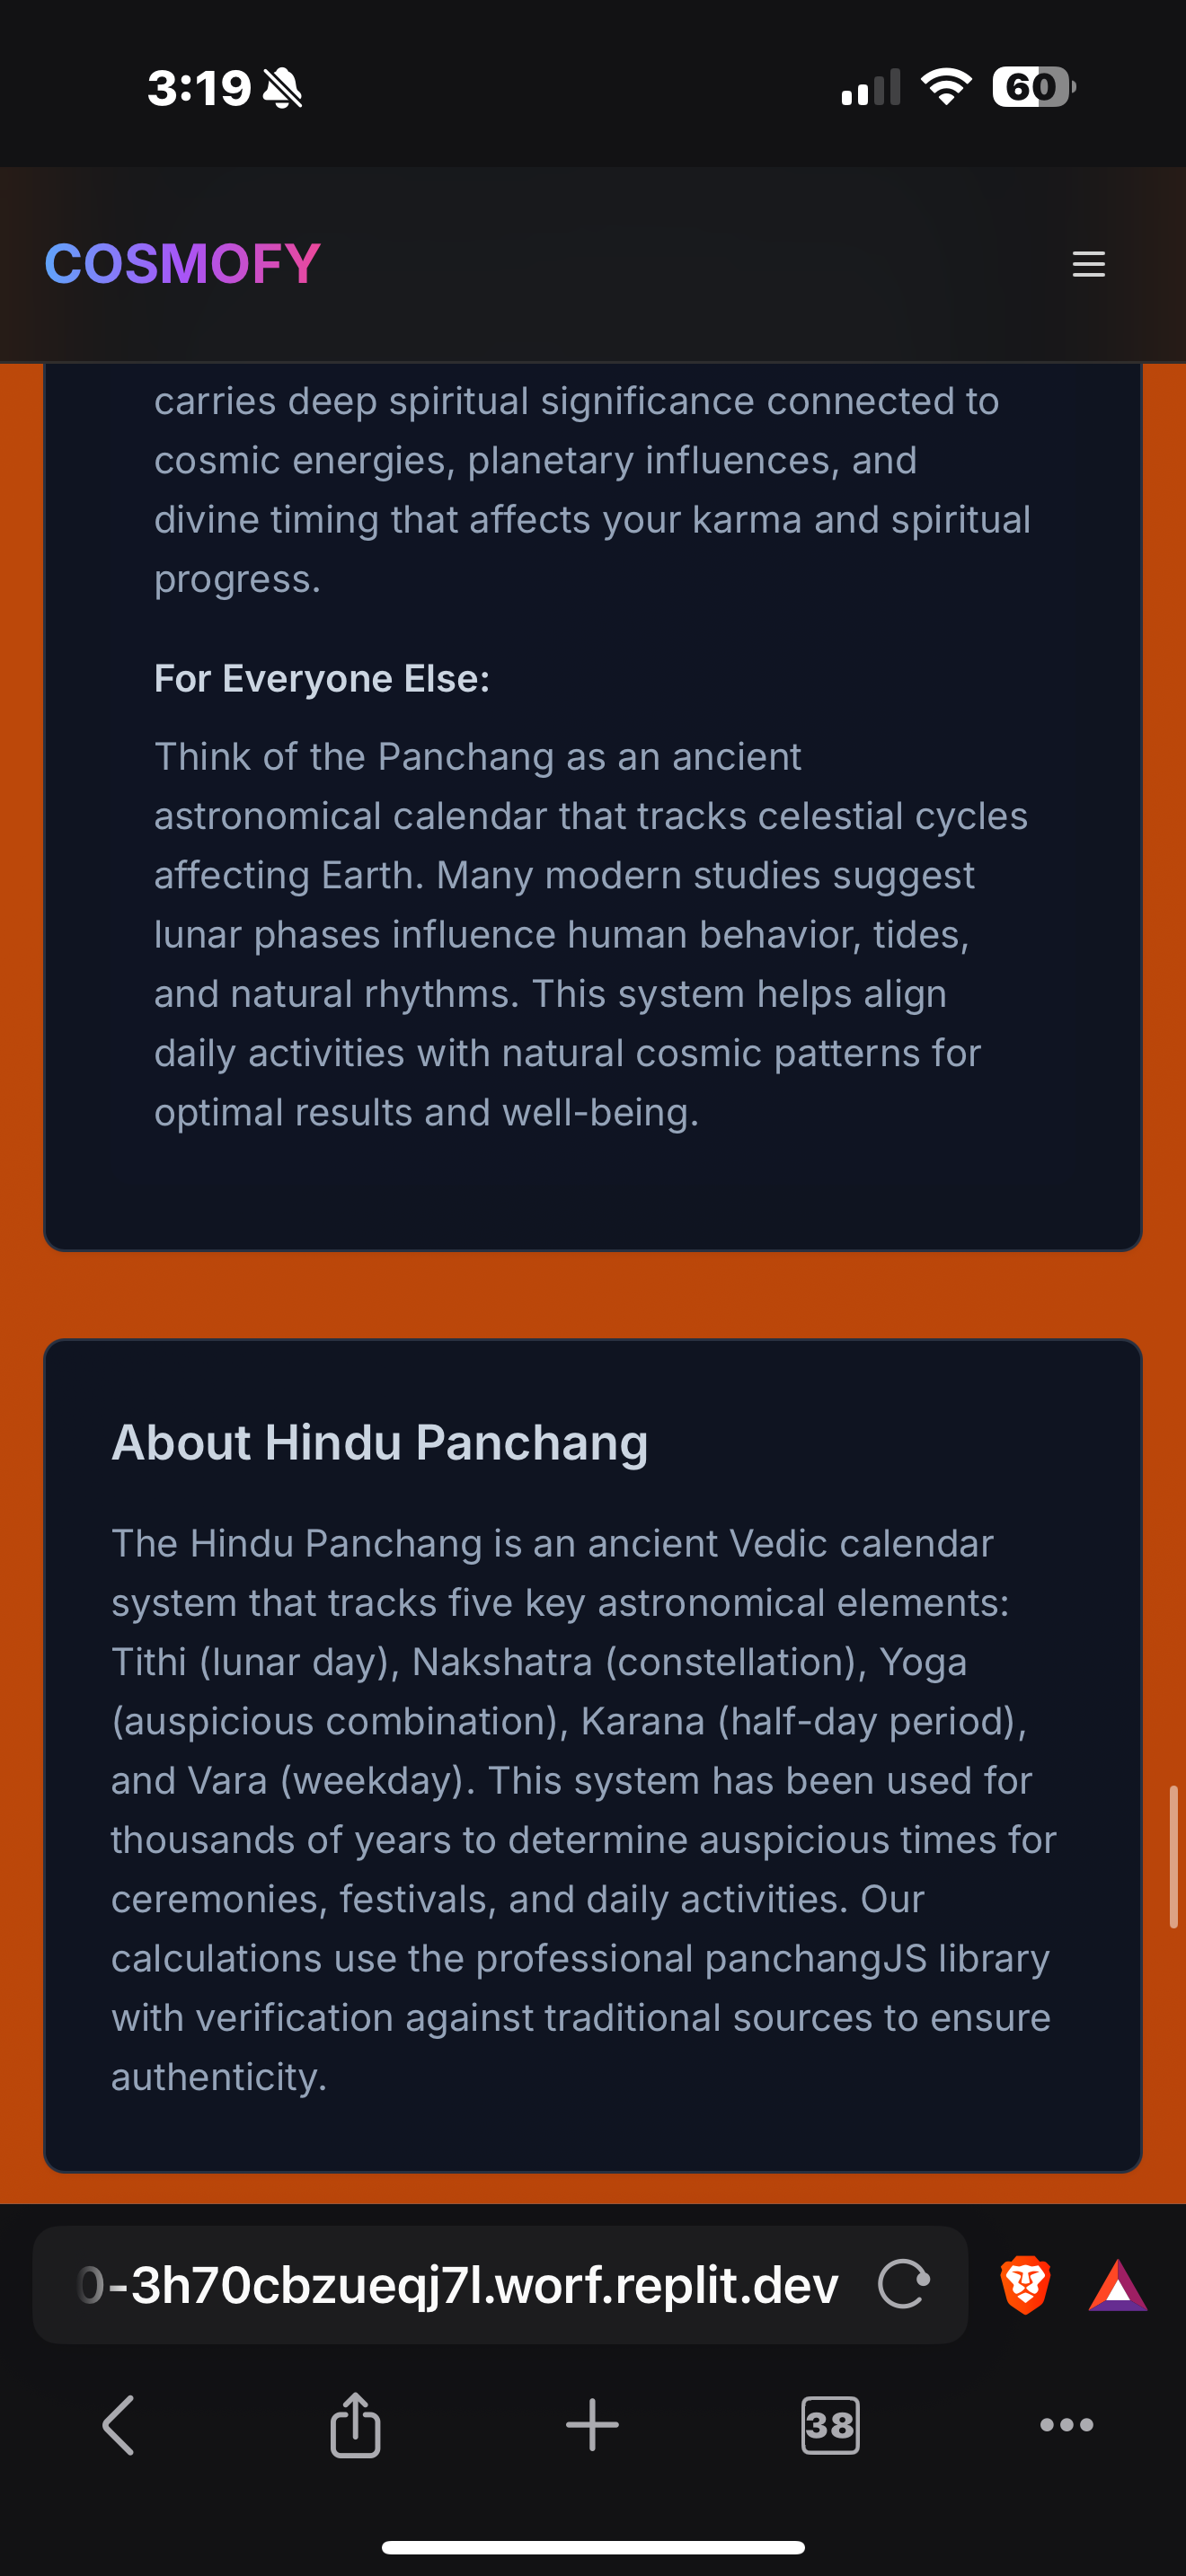 3:19
60
COSMOFY
carries deep spiritual significance connected to
cosmic energies, planetary influences, and
divine timing that affects your karma and spiritual
progress.
For Everyone Else:
Think of the Panchang as an ancient
astronomical calendar that tracks celestial cycles
affecting Earth. Many modern studies suggest
lunar phases influence human behavior, tides,
and natural rhythms. This system helps align
daily activities with natural cosmic patterns for
optimal results and well-being.
About Hindu Panchang
The Hindu Panchang is an ancient Vedic calendar
system that tracks five key astronomical elements:
Tithi (lunar day), Nakshatra (constellation), Yoga
(auspicious combination), Karana (half-day period),
and Vara (weekday). This system has been used for
thousands of years to determine auspicious times for
ceremonies, festivals, and daily activities. Our
calculations use the professional panchangJS library
with verification against traditional sources to ensure
authenticity.
0-3h70cbzueqj7l.worf.replit.dev
38